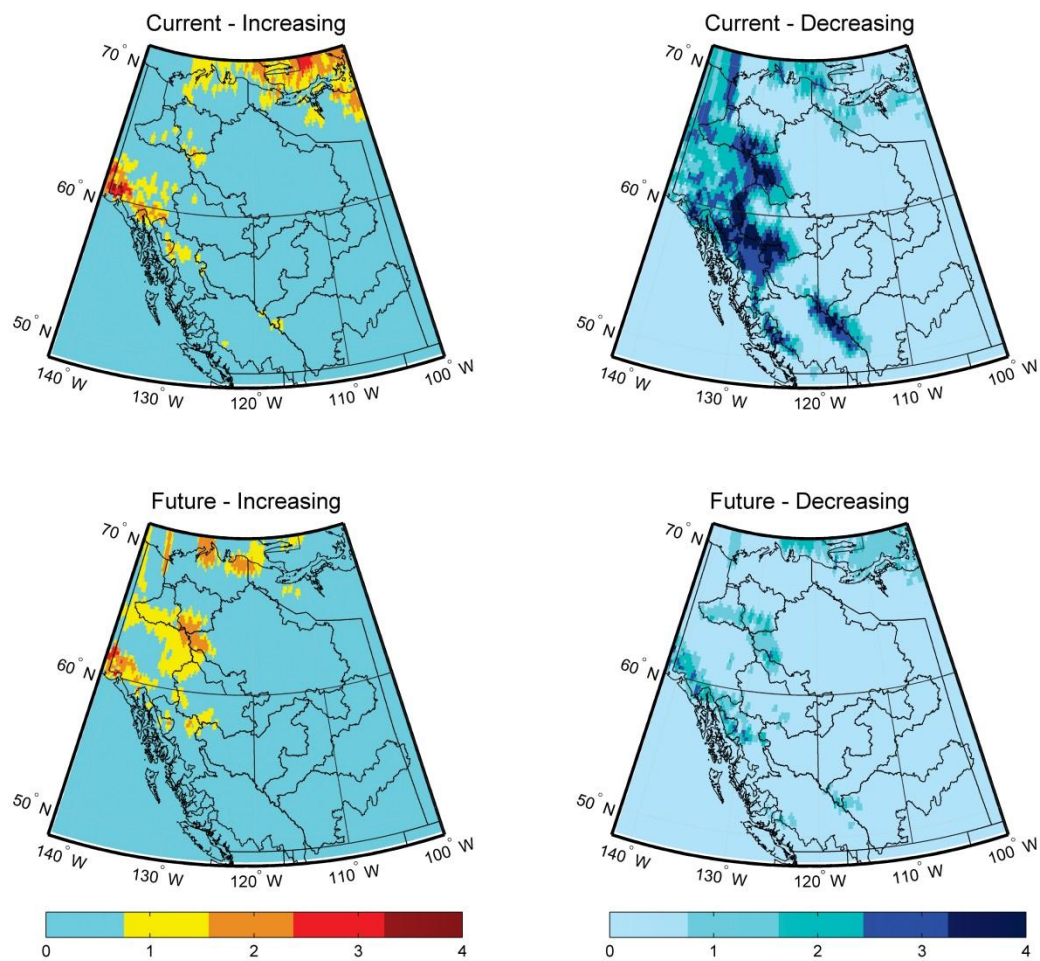 Current - Increasing
70° N
60° N
50° N
140° W
130° W
120° W
110° W
100° W
Current - Decreasing
70° N
60° N
50° N
140° W
130° W
120° W
110° W
100° W
Future - Increasing
70° N
60° N
50° N
140° W
130° W
120° W
110° W
100° W
Future - Decreasing
70° N
60° N
50° N
140° W
130° W
120° W
110° W
100° W
0 1 2 3 4
0 1 2 3 4